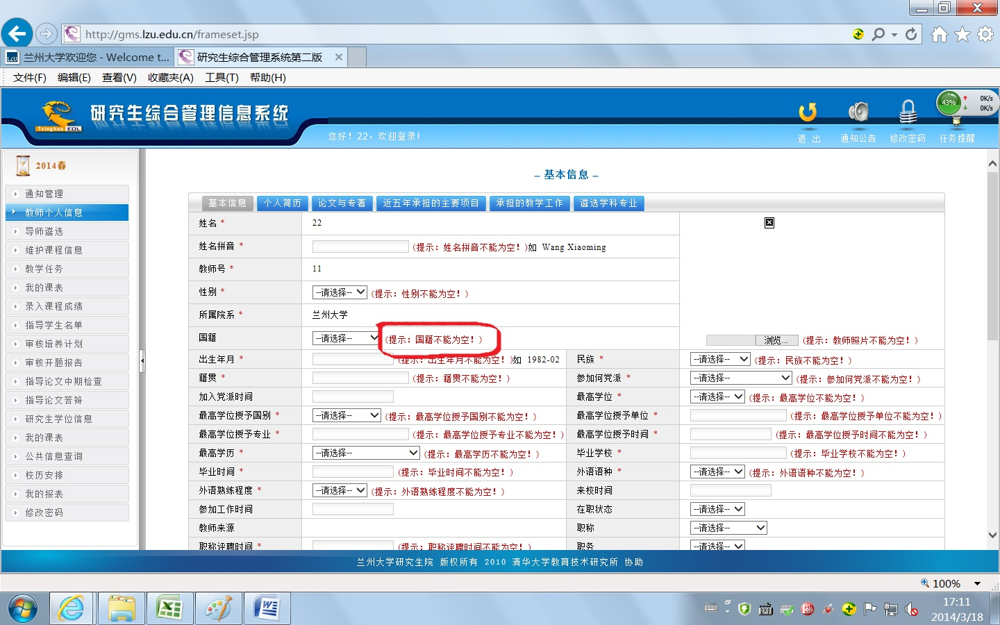 http://gms.lzu.edu.cn/frameset.jsp
兰州大学欢迎您 - Welcome t...
研究生综合管理系统第二版
文件(F) 编辑(E) 查看(V) 收藏夹(A) 工具(T) 帮助(H)
Tsinghua EDL
研究生综合管理信息系统
您好！22，欢迎登录！
退 出 通知公告 修改密码 任务提醒
43%
0K/s
0K/s
2014春
通知管理
教师个人信息
导师遴选
维护课程信息
教学任务
我的课表
录入课程成绩
指导学生名单
审核培养计划
审核开题报告
指导论文中期检查
指导论文答辩
研究生学位信息
我的课表
公共信息查询
校历安排
我的报表
修改密码
– 基本信息 –
基本信息 个人简历 论文与专著 近五年承担的主要项目 承担的教学工作 遴选学科专业
姓名 * 22
姓名拼音 * (提示：姓名拼音不能为空！)如 Wang Xiaoming
教师号 * 11
性别 * --请选择-- (提示：性别不能为空！)
所属院系 * 兰州大学
国籍 --请选择-- (提示：国籍不能为空！)
浏览... (提示：教师照片不能为空！)
出生年月 * (提示：出生年月不能为空！)如 1982-02 民族 * --请选择-- (提示：民族不能为空！)
籍贯 * (提示：籍贯不能为空！) 参加何党派 * --请选择-- (提示：参加何党派不能为空！)
加入党派时间 最高学位 * --请选择-- (提示：最高学位不能为空！)
最高学位授予国别 * --请选择-- (提示：最高学位授予国别不能为空！) 最高学位授予单位 * (提示：最高学位授予单位不能为空！)
最高学位授予专业 * (提示：最高学位授予专业不能为空！) 最高学位授予时间 * (提示：最高学位授予时间不能为空！)
最高学历 * --请选择-- (提示：最高学历不能为空！) 毕业学校 * (提示：毕业学校不能为空！)
毕业时间 * (提示：毕业时间不能为空！) 外语语种 * --请选择-- (提示：外语语种不能为空！)
外语熟练程度 * --请选择-- (提示：外语熟练程度不能为空！) 来校时间
参加工作时间 在职状态 --请选择--
教师来源 职称 --请选择--
职称评聘时间 * (提示：职称评聘时间不能为空！) 职务 --请选择--
兰州大学研究生院 版权所有 2010 清华大学教育技术研究所 协助
100%
17:11
2014/3/18